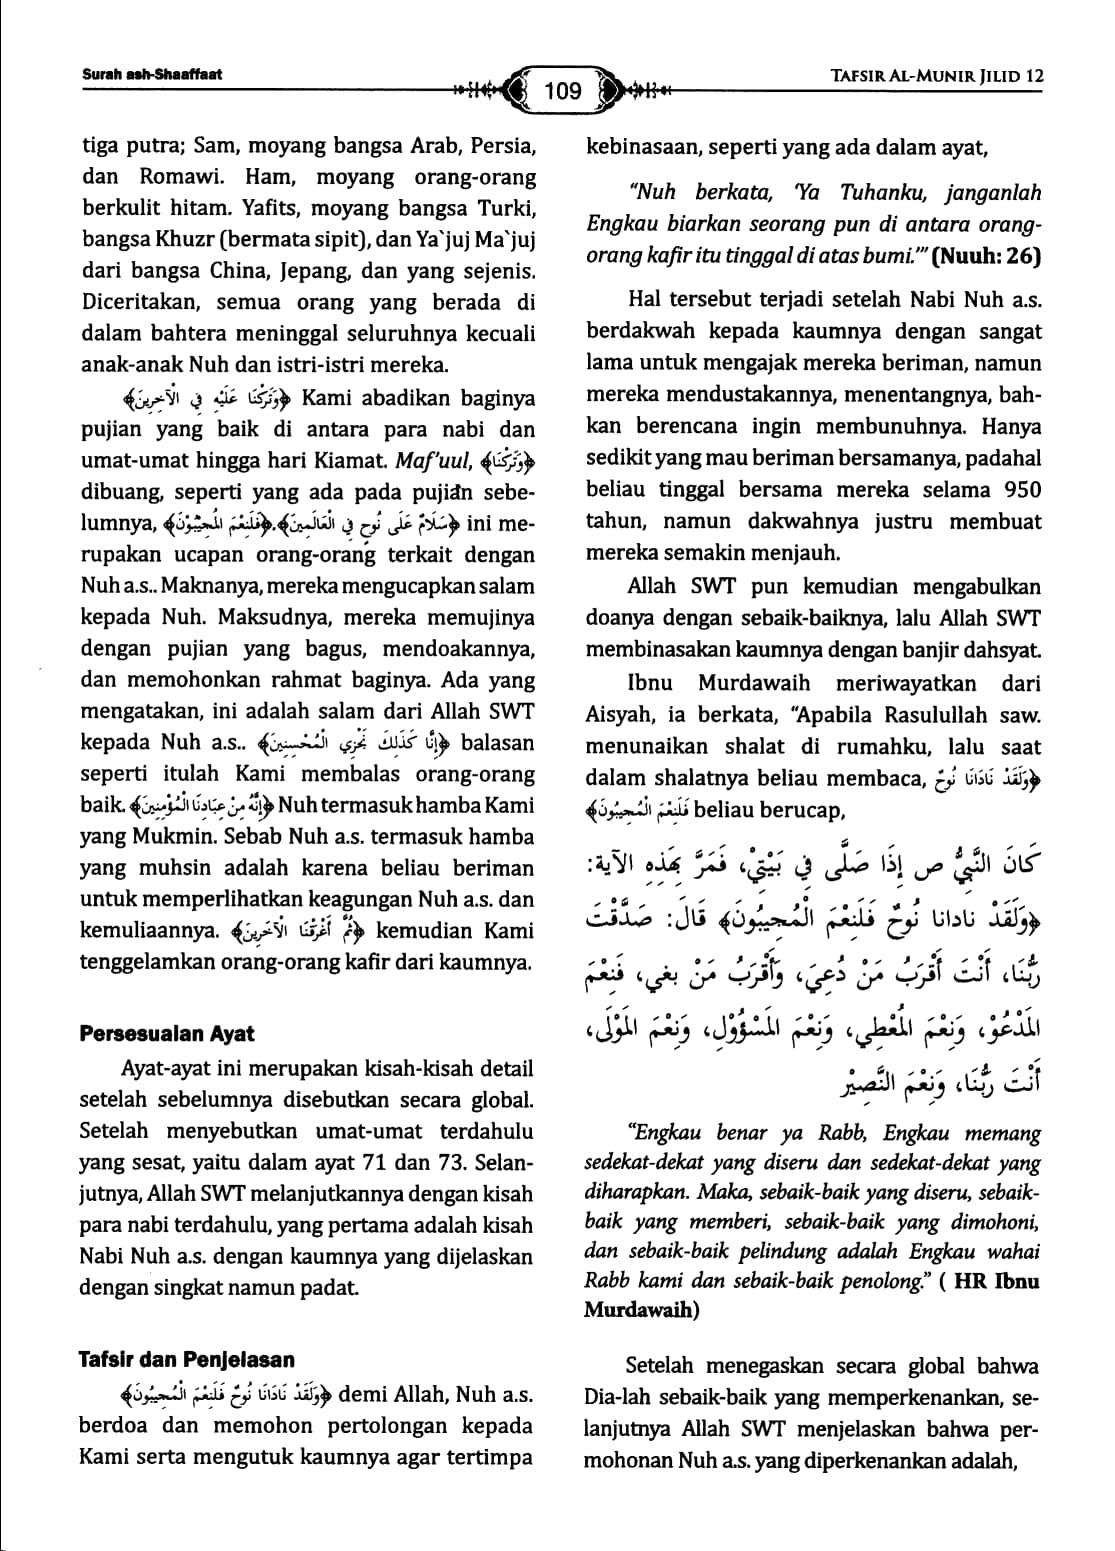 Surah ash-Shaaffaat
109
TAFSIR AL-MUNIR JILID 12
tiga putra; Sam, moyang bangsa Arab, Persia,
dan Romawi. Ham, moyang orang-orang
berkulit hitam. Yafits, moyang bangsa Turki,
bangsa Khuzr (bermata sipit), dan Ya`juj Ma`juj
dari bangsa China, Jepang, dan yang sejenis.
Diceritakan, semua orang yang berada di
dalam bahtera meninggal seluruhnya kecuali
anak-anak Nuh dan istri-istri mereka.
﴿وَتَرَكْنَا عَلَيْهِ فِي الْآخِرِينَ﴾ Kami abadikan baginya
pujian yang baik di antara para nabi dan
umat-umat hingga hari Kiamat. Maf’uul, ﴿وَتَرَكْنَا﴾
dibuang, seperti yang ada pada pujian sebe-
lumnya, ﴿سَلَامٌ عَلَى نُوحٍ فِي الْعَالَمِينَ﴾.﴿فَلَنِعْمَ الْمُجِيْبُوْنَ﴾ ini me-
rupakan ucapan orang-orang terkait dengan
Nuh a.s.. Maknanya, mereka mengucapkan salam
kepada Nuh. Maksudnya, mereka memujinya
dengan pujian yang bagus, mendoakannya,
dan memohonkan rahmat baginya. Ada yang
mengatakan, ini adalah salam dari Allah SWT
kepada Nuh a.s.. ﴿إِنَّا كَذَلِكَ نَجْزِي الْمُحْسِنِينَ﴾ balasan
seperti itulah Kami membalas orang-orang
baik. ﴿إِنَّهُ مِنْ عِبَادِنَا الْمُؤْمِنِينَ﴾ Nuh termasuk hamba Kami
yang Mukmin. Sebab Nuh a.s. termasuk hamba
yang muhsin adalah karena beliau beriman
untuk memperlihatkan keagungan Nuh a.s. dan
kemuliaannya. ﴿ثُمَّ أَغْرَقْنَا الْآخَرِينَ﴾ kemudian Kami
tenggelamkan orang-orang kafir dari kaumnya.
Persesuaian Ayat
Ayat-ayat ini merupakan kisah-kisah detail
setelah sebelumnya disebutkan secara global.
Setelah menyebutkan umat-umat terdahulu
yang sesat, yaitu dalam ayat 71 dan 73. Selan-
jutnya, Allah SWT melanjutkannya dengan kisah
para nabi terdahulu, yang pertama adalah kisah
Nabi Nuh a.s. dengan kaumnya yang dijelaskan
dengan singkat namun padat.
Tafsir dan Penjelasan
﴿وَلَقَدْ نَادَانَا نُوحٌ فَلَنِعْمَ الْمُجِيبُونَ﴾ demi Allah, Nuh a.s.
berdoa dan memohon pertolongan kepada
Kami serta mengutuk kaumnya agar tertimpa
kebinasaan, seperti yang ada dalam ayat,
“Nuh berkata, ‘Ya Tuhanku, janganlah
Engkau biarkan seorang pun di antara orang-
orang kafir itu tinggal di atas bumi.’” (Nuuh: 26)
Hal tersebut terjadi setelah Nabi Nuh a.s.
berdakwah kepada kaumnya dengan sangat
lama untuk mengajak mereka beriman, namun
mereka mendustakannya, menentangnya, bah-
kan berencana ingin membunuhnya. Hanya
sedikit yang mau beriman bersamanya, padahal
beliau tinggal bersama mereka selama 950
tahun, namun dakwahnya justru membuat
mereka semakin menjauh.
Allah SWT pun kemudian mengabulkan
doanya dengan sebaik-baiknya, lalu Allah SWT
membinasakan kaumnya dengan banjir dahsyat.
Ibnu Murdawaih meriwayatkan dari
Aisyah, ia berkata, “Apabila Rasulullah saw.
menunaikan shalat di rumahku, lalu saat
dalam shalatnya beliau membaca, ﴿وَلَقَدْ نَادَانَا نُوحٌ
فَلَنِعْمَ الْمُجِيبُونَ﴾ beliau berucap,
كَانَ النَّبِيُّ ص إِذَا صَلَّى فِي بَيْتِيْ، فَمَرَّ بِهَذِهِ الآية:
﴿وَلَقَدْ نادانا نُوحٌ فَلَنِعْمَ الْمُجِيبُونَ﴾ قَالَ: صَدَّقْتَ
رَبُّنَا، أَنْتَ أَقْرَبُ مَنْ دُعِيَ، وَأَقْرَبُ مَنْ بغي، فَنِعْمَ
الْمَدْعُوّ، وَنِعْمَ الْمُعْطِي، وَنِعْمَ الْمَسْؤُوْلِ، وَنِعْمَ الْمَوْلَى،
أَنْتَ رَبُّنَا، وَنِعْمَ النَّصِيْر
“Engkau benar ya Rabb, Engkau memang
sedekat-dekat yang diseru dan sedekat-dekat yang
diharapkan. Maka, sebaik-baik yang diseru, sebaik-
baik yang memberi, sebaik-baik yang dimohoni,
dan sebaik-baik pelindung adalah Engkau wahai
Rabb kami dan sebaik-baik penolong.” ( HR Ibnu
Murdawaih)
Setelah menegaskan secara global bahwa
Dia-lah sebaik-baik yang memperkenankan, se-
lanjutnya Allah SWT menjelaskan bahwa per-
mohonan Nuh a.s. yang diperkenankan adalah,